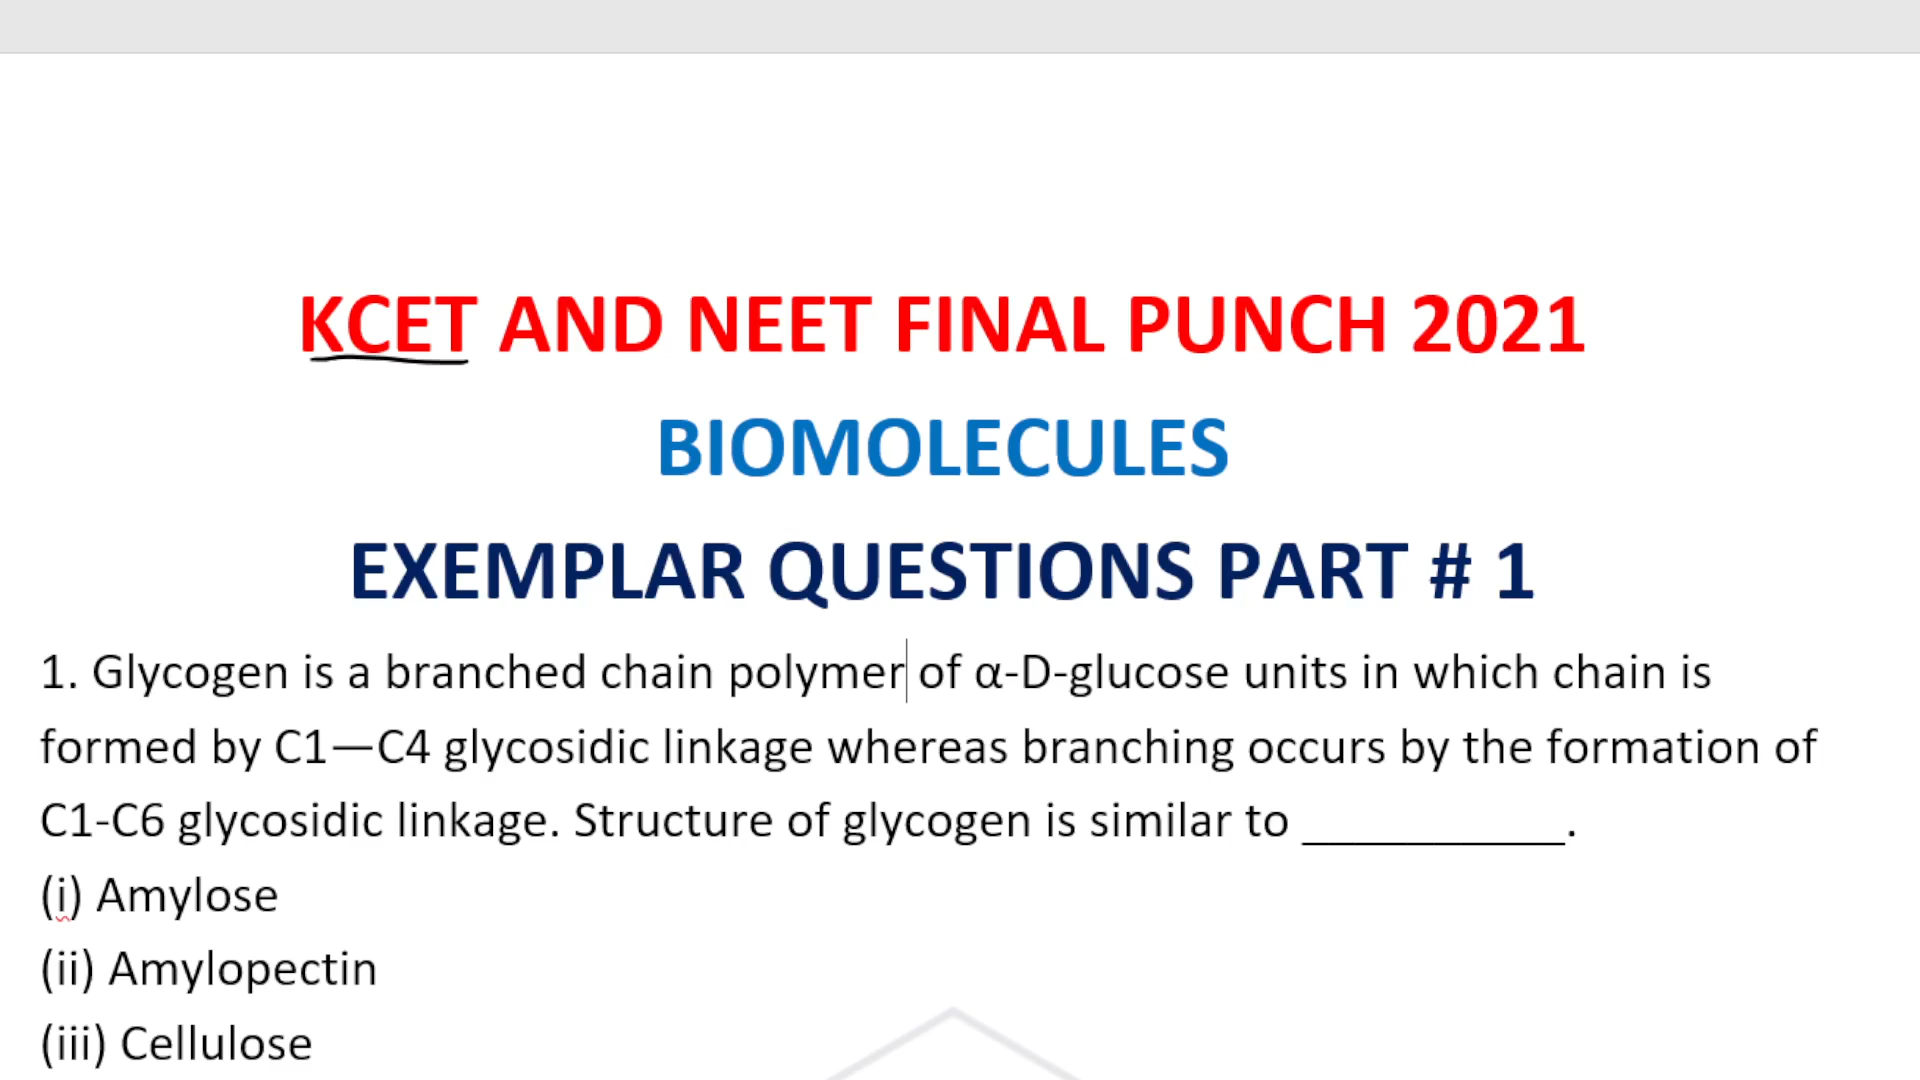 KCET AND NEET FINAL PUNCH 2021
BIOMOLECULES
EXEMPLAR QUESTIONS PART # 1
1. Glycogen is a branched chain polymer of α-D-glucose units in which chain is
formed by C1—C4 glycosidic linkage whereas branching occurs by the formation of
C1-C6 glycosidic linkage. Structure of glycogen is similar to __________.
(i) Amylose
(ii) Amylopectin
(iii) Cellulose